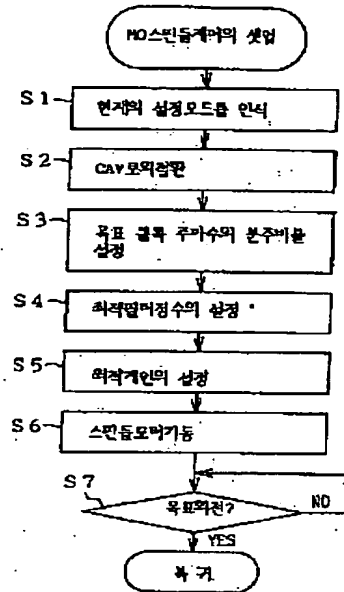 MO스핀들제어의 셋업
S1
현재의 설정모드를 인식
S2
CAV모의전환
S3
목표 클록 주파수의 분주비를
설정
S4
최적필터정수의 설정
S5
최적게인의 설정
S6
스핀들모터기동
S7
목표회전?
NO
YES
복귀